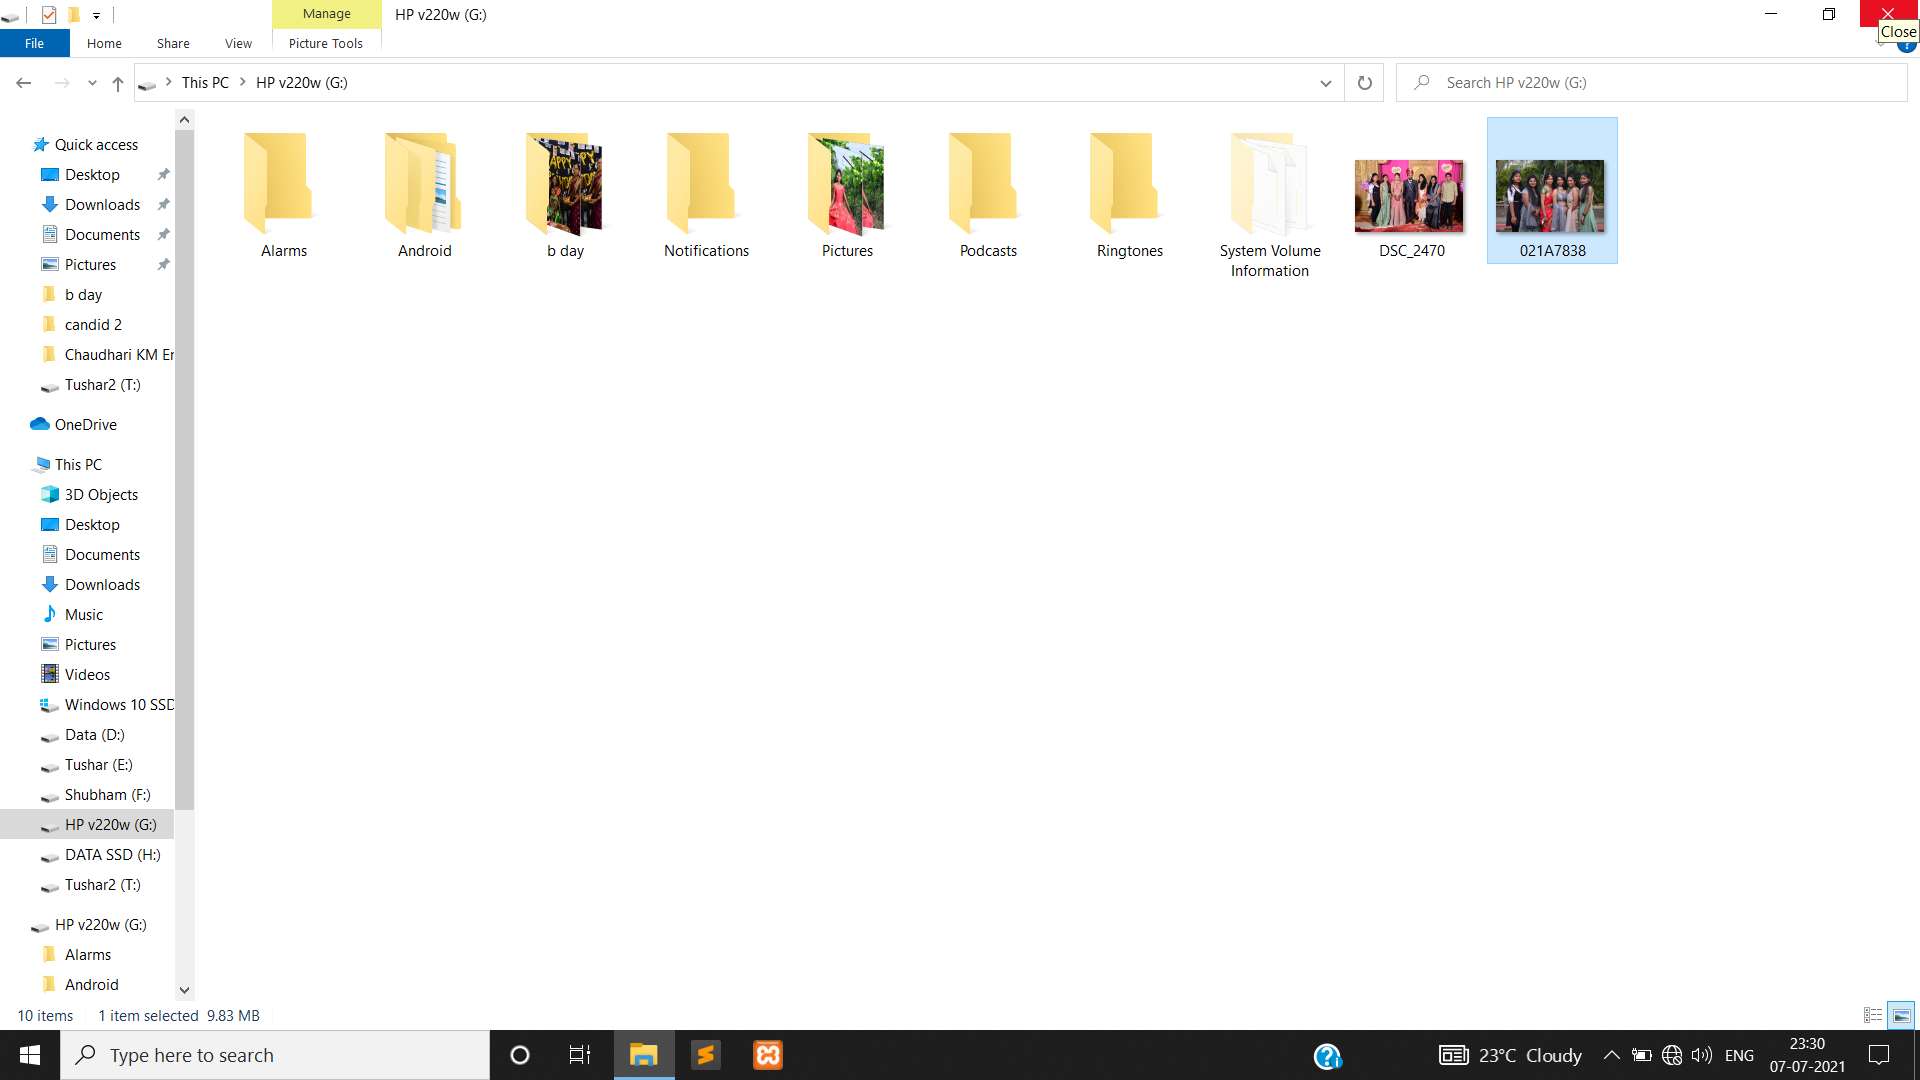 Manage
HP v220w (G:)
Close
File
Home
Share
View
Picture Tools
This PC
HP v220w (G:)
Search HP v220w (G:)
Quick access
Desktop
Downloads
Documents
Pictures
b day
candid 2
Chaudhari KM Er
Tushar2 (T:)
OneDrive
This PC
3D Objects
Desktop
Documents
Downloads
Music
Pictures
Videos
Windows 10 SSD
Data (D:)
Tushar (E:)
Shubham (F:)
HP v220w (G:)
DATA SSD (H:)
Tushar2 (T:)
HP v220w (G:)
Alarms
Android
Alarms
Android
b day
Notifications
Pictures
Podcasts
Ringtones
System Volume
Information
DSC_2470
021A7838
10 items
1 item selected 9.83 MB
Type here to search
23°C Cloudy
ENG
23:30
07-07-2021